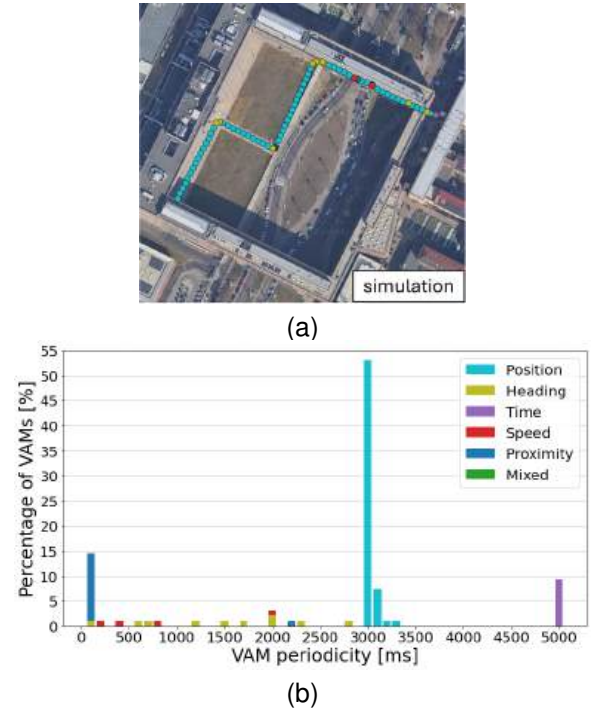 simulation
(a)
Percentage of VAMs [%]
55
50
45
40
35
30
25
20
15
10
5
0
Position
Heading
Time
Speed
Proximity
Mixed
0 500 1000 1500 2000 2500 3000 3500 4000 4500 5000
VAM periodicity [ms]
(b)